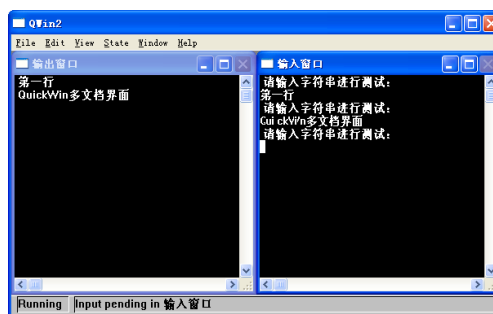 QWin2
File Edit View State Window Help
输出窗口
第一行
QuickWin多文档界面
输入窗口
请输入字符串进行测试:
第一行
请输入字符串进行测试:
QuickWin多文档界面
请输入字符串进行测试:
Running Input pending in 输入窗口